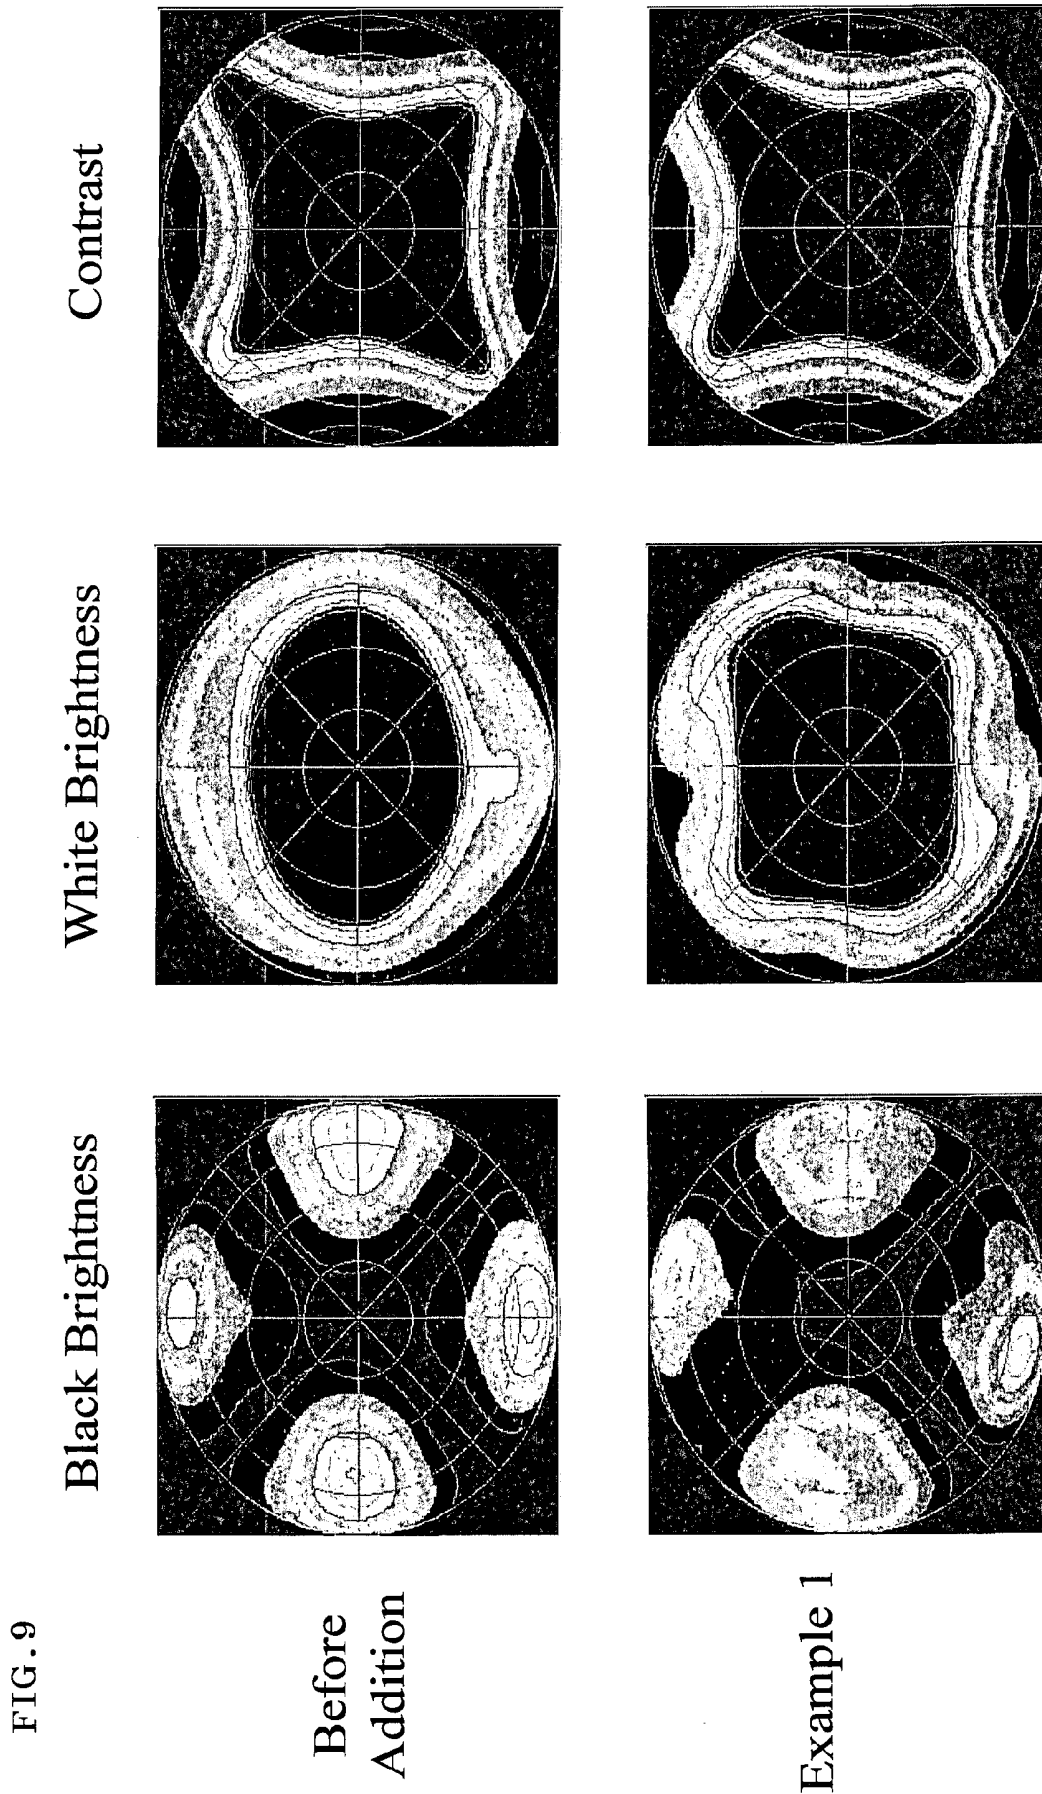 FIG.9
Black Brightness
White Brightness
Contrast
Before
Addition
Example 1